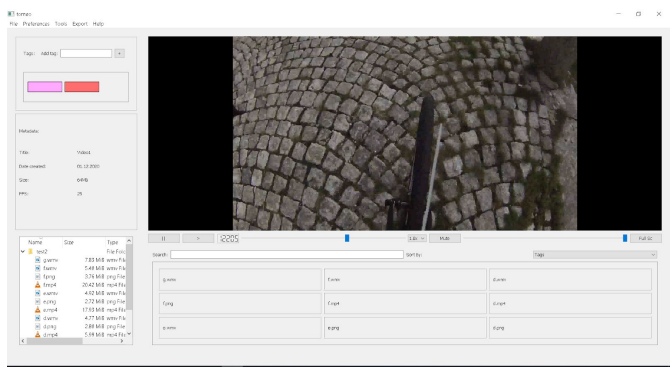 tomeo
File Preferences Tools Export Help
Tags: Add tag: +
Metadata:
Title: Video1
Date created: 01.12.2020
Size: 64Mb
FPS: 25
Name Size Type
test2 File Fol
g.wmv 7.83 MiB wmv File
f.wmv 5.49 MiB wmv File
f.png 3.76 MiB png File
f.mp4 20.42 MiB mp4 File
e.wmv 4.92 MiB wmv File
e.png 2.72 MiB png File
e.mp4 17.93 MiB mp4 File
d.wmv 4.77 MiB wmv File
d.png 2.88 MiB png File
d.mp4 5.99 MiB mp4 File
1.0x Mute Full Sc
Search: Sort by: Tags
g.wmv f.wmv d.wmv
f.png f.mp4 d.mp4
e.wmv e.png d.png